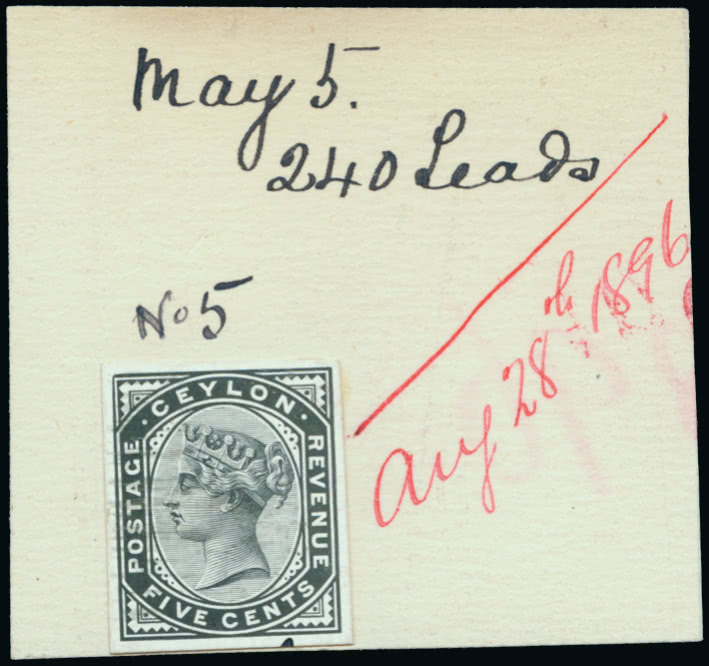 May 5.
240 Leads
No 5
Aug 28th 1896
· CEYLON ·
POSTAGE
REVENUE
FIVE CENTS